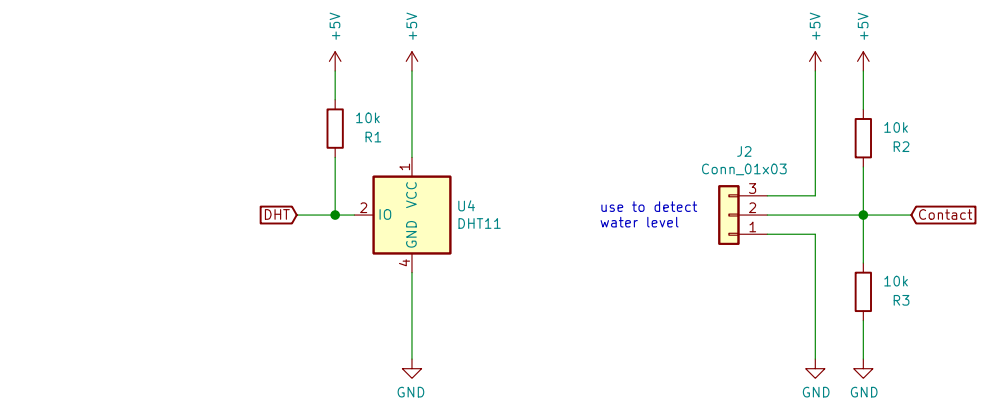 +5V
+5V
10k
R1
1
VCC
DHT
2
IO
GND
U4
DHT11
4
GND
+5V
+5V
10k
R2
J2
Conn_01x03
3
2
1
use to detect
water level
Contact
10k
R3
GND
GND